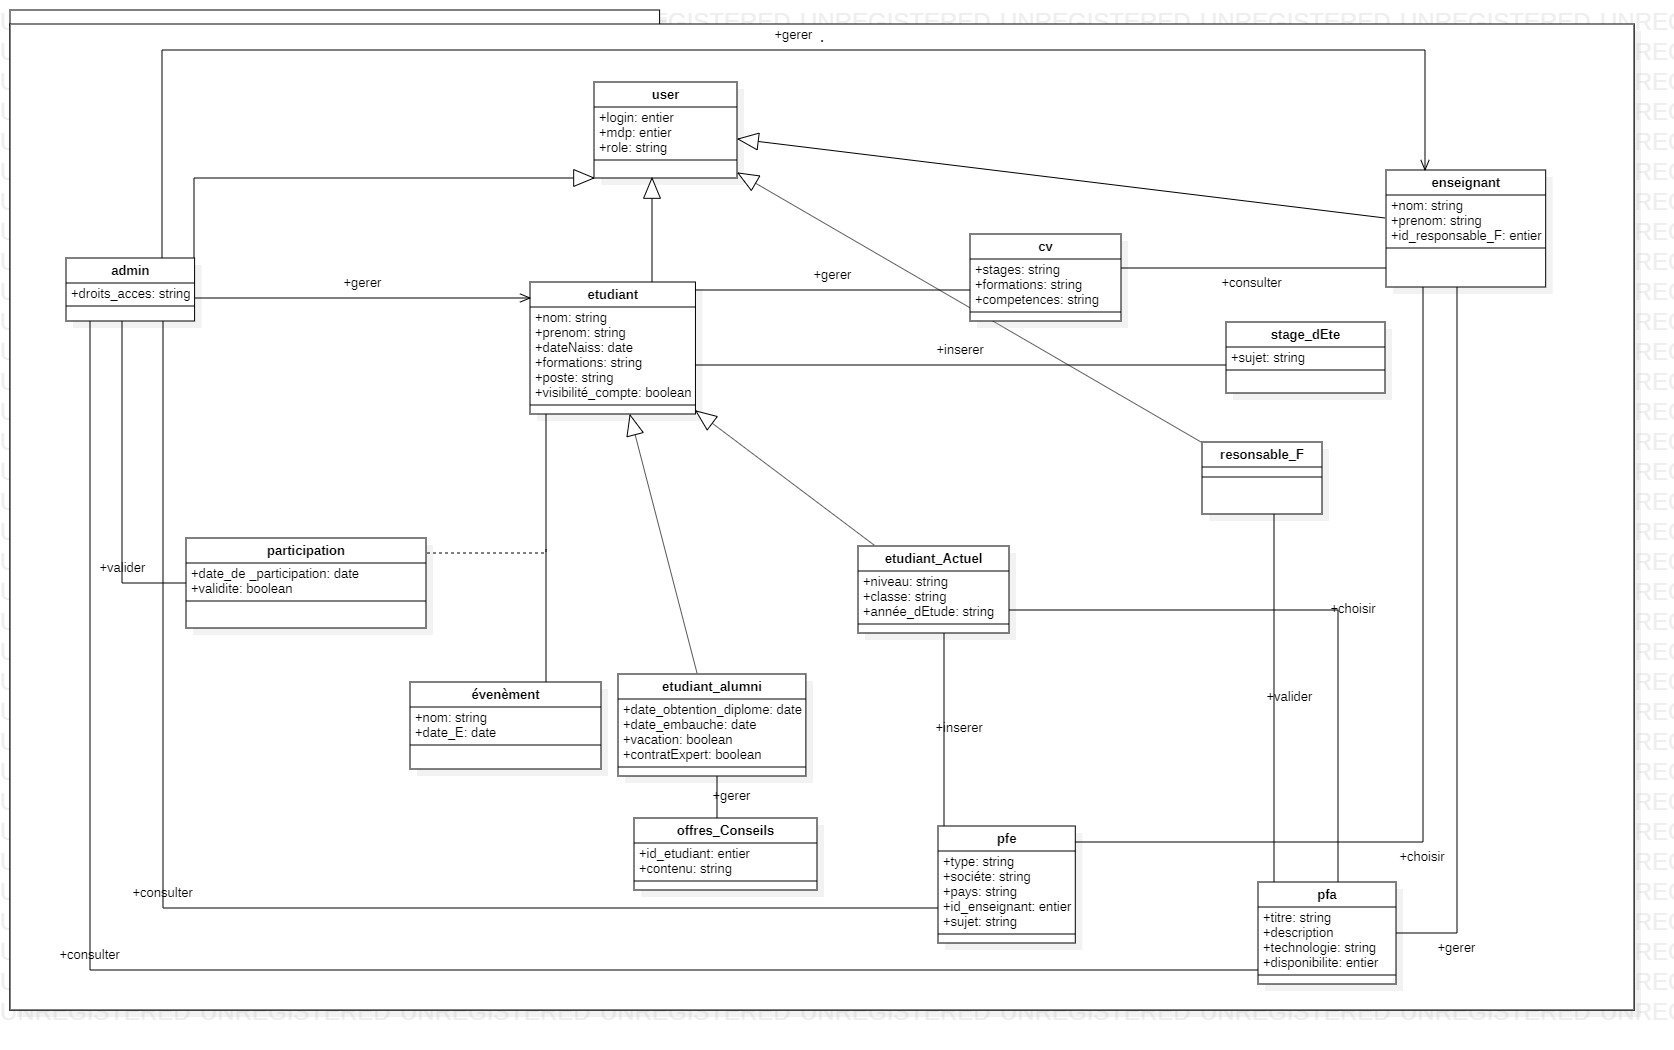 UNREGISTERED UNREGISTERED UNREGISTERED UNREGISTERED
+gerer .
user
+login: entier
+mdp: entier
+role: string
enseignant
+nom: string
+prenom: string
+id_responsable_F: entier
cv
+stages: string
+formations: string
+competences: string
admin
+droits_acces: string
+gerer
+gerer
+consulter
etudiant
+nom: string
+prenom: string
+dateNaiss: date
+formations: string
+poste: string
+visibilité_compte: boolean
stage_dEte
+sujet: string
+inserer
resonsable_F
participation
+date_de _participation: date
+validite: boolean
+valider
etudiant_Actuel
+niveau: string
+classe: string
+année_dEtude: string
+choisir
évenèment
+nom: string
+date_E: date
etudiant_alumni
+date_obtention_diplome: date
+date_embauche: date
+vacation: boolean
+contratExpert: boolean
+valider
+inserer
+gerer
offres_Conseils
+id_etudiant: entier
+contenu: string
pfe
+type: string
+sociéte: string
+pays: string
+id_enseignant: entier
+sujet: string
+choisir
+consulter
pfa
+titre: string
+description
+technologie: string
+disponibilite: entier
+gerer
+consulter
UNREGISTERED UNREGISTERED UNREGISTERED UNREGISTERED UNREGISTERED UNREGISTERED UNREGISTERED UNREGISTERED